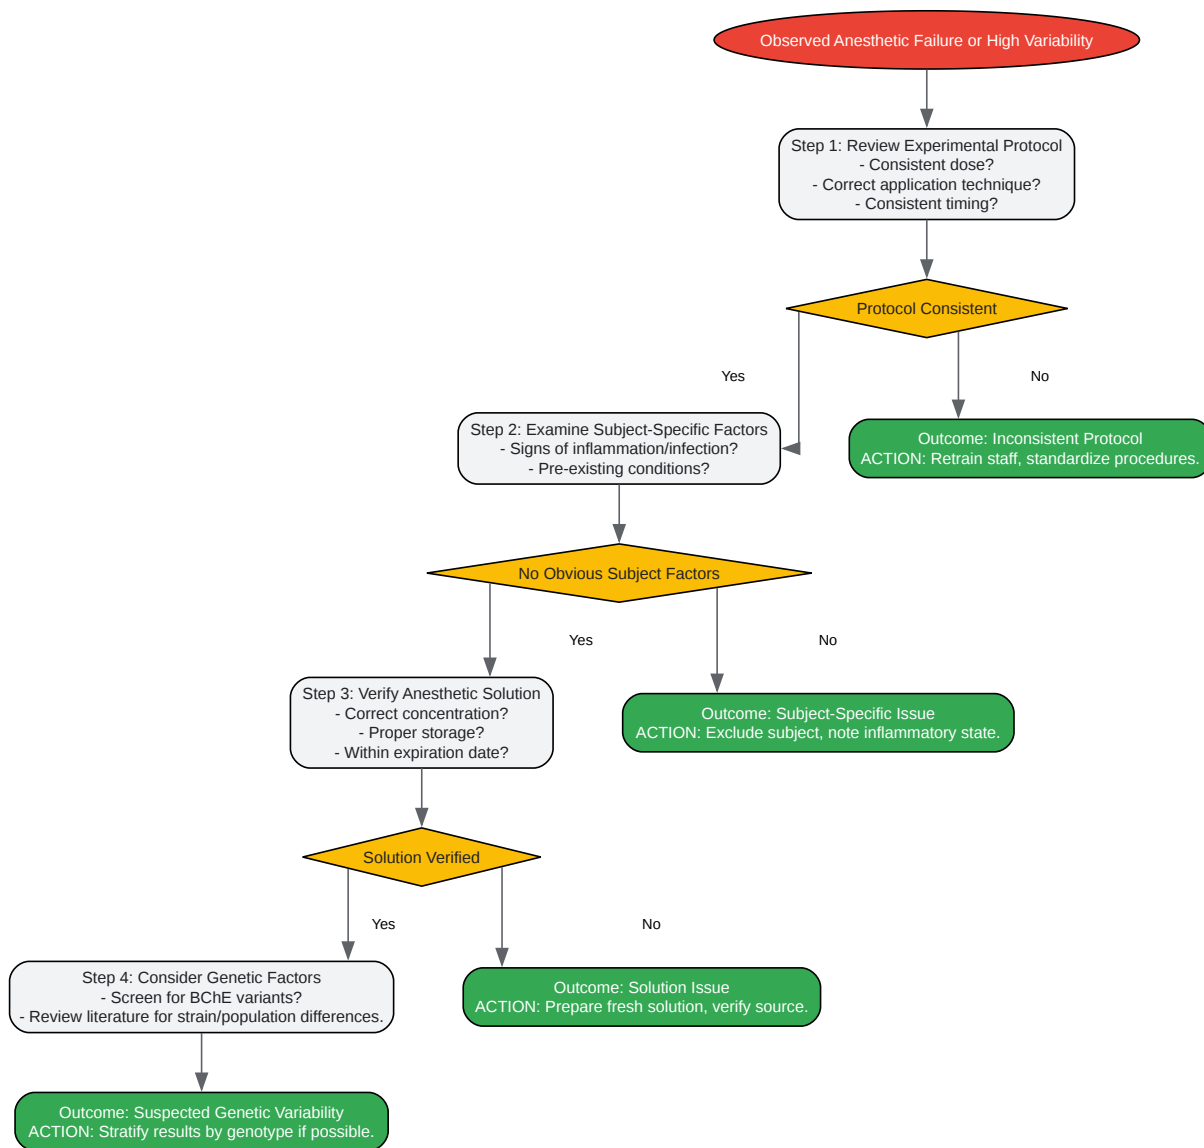 Observed Anesthetic Failure or High Variability
Step 1: Review Experimental Protocol
- Consistent dose?
- Correct application technique?
- Consistent timing?
Protocol Consistent
Yes
No
Step 2: Examine Subject-Specific Factors
- Signs of inflammation/infection?
- Pre-existing conditions?
Outcome: Inconsistent Protocol
ACTION: Retrain staff, standardize procedures.
No Obvious Subject Factors
Yes
No
Step 3: Verify Anesthetic Solution
- Correct concentration?
- Proper storage?
- Within expiration date?
Outcome: Subject-Specific Issue
ACTION: Exclude subject, note inflammatory state.
Solution Verified
Yes
No
Step 4: Consider Genetic Factors
- Screen for BChE variants?
- Review literature for strain/population differences.
Outcome: Solution Issue
ACTION: Prepare fresh solution, verify source.
Outcome: Suspected Genetic Variability
ACTION: Stratify results by genotype if possible.